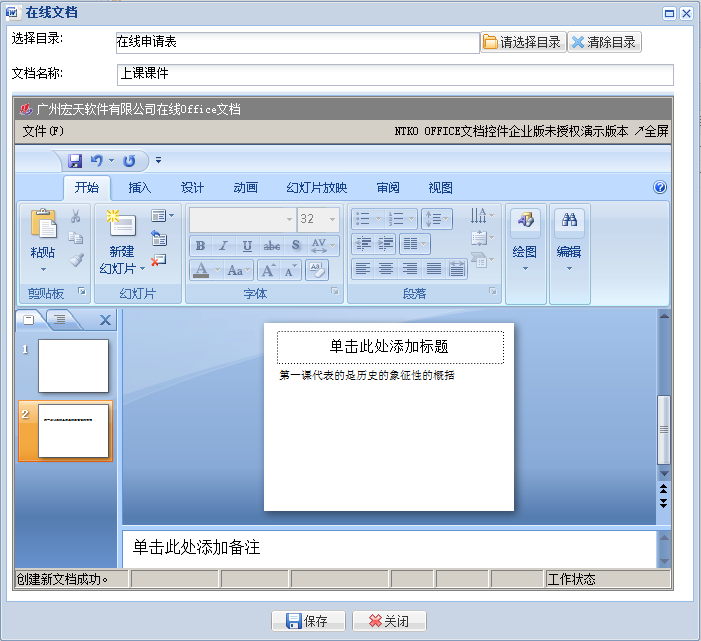 在线文档
选择目录:
在线申请表
请选择目录
清除目录
文档名称:
上课课件
广州宏天软件有限公司在线Office文档
文件(F)
NTKO OFFICE文档控件企业版未授权演示版本 ↗全屏
开始 插入 设计 动画 幻灯片放映 审阅 视图
粘贴
剪贴板
新建
幻灯片
幻灯片
32
B I U abc S AV
A Aa A A
字体
段落
绘图
编辑
1
2
单击此处添加标题
第一课代表的是历史的象征性的概括
单击此处添加备注
创建新文档成功。
工作状态
保存
关闭